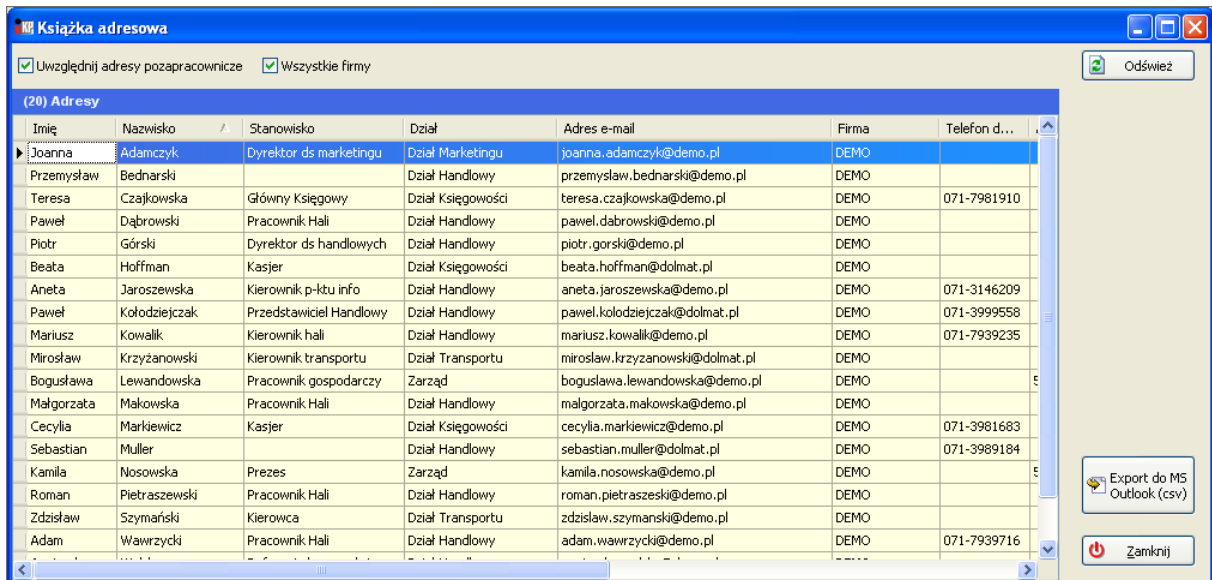 KP Książka adresowa
Uwzględnij adresy pozapracownicze Wszystkie firmy Odśwież
(20) Adresy
Imię Nazwisko Stanowisko Dział Adres e-mail Firma Telefon d...
Joanna Adamczyk Dyrektor ds marketingu Dział Marketingu joanna.adamczyk@demo.pl DEMO
Przemysław Bednarski Dział Handlowy przemyslaw.bednarski@demo.pl DEMO
Teresa Czajkowska Główny Księgowy Dział Księgowości teresa.czajkowska@demo.pl DEMO 071-7981910
Paweł Dąbrowski Pracownik Hali Dział Handlowy pawel.dabrowski@demo.pl DEMO
Piotr Górski Dyrektor ds handlowych Dział Handlowy piotr.gorski@demo.pl DEMO
Beata Hoffman Kasjer Dział Księgowości beata.hoffman@dolmat.pl DEMO
Aneta Jaroszewska Kierownik p-ktu info Dział Handlowy aneta.jaroszewska@demo.pl DEMO 071-3146209
Paweł Kołodziejczak Przedstawiciel Handlowy Dział Handlowy pawel.kolodziejczak@dolmat.pl DEMO 071-3999558
Mariusz Kowalik Kierownik hali Dział Handlowy mariusz.kowalik@demo.pl DEMO 071-7939235
Mirosław Krzyżanowski Kierownik transportu Dział Transportu miroslaw.krzyzanowski@dolmat.pl DEMO
Bogusława Lewandowska Pracownik gospodarczy Zarząd boguslawa.lewandowska@demo.pl DEMO 5
Małgorzata Makowska Pracownik Hali Dział Handlowy malgorzata.makowska@demo.pl DEMO
Cecylia Markiewicz Kasjer Dział Księgowości cecylia.markiewicz@demo.pl DEMO 071-3981683
Sebastian Muller Dział Handlowy sebastian.muller@dolmat.pl DEMO 071-3989184
Kamila Nosowska Prezes Zarząd kamila.nosowska@demo.pl DEMO 5
Roman Pietraszewski Pracownik Hali Dział Handlowy roman.pietraszeski@demo.pl DEMO
Zdzisław Szymański Kierowca Dział Transportu zdzislaw.szymanski@demo.pl DEMO
Adam Wawrzycki Pracownik Hali Dział Handlowy adam.wawrzycki@demo.pl DEMO 071-7939716
Export do MS
Outlook (csv)
Zamknij